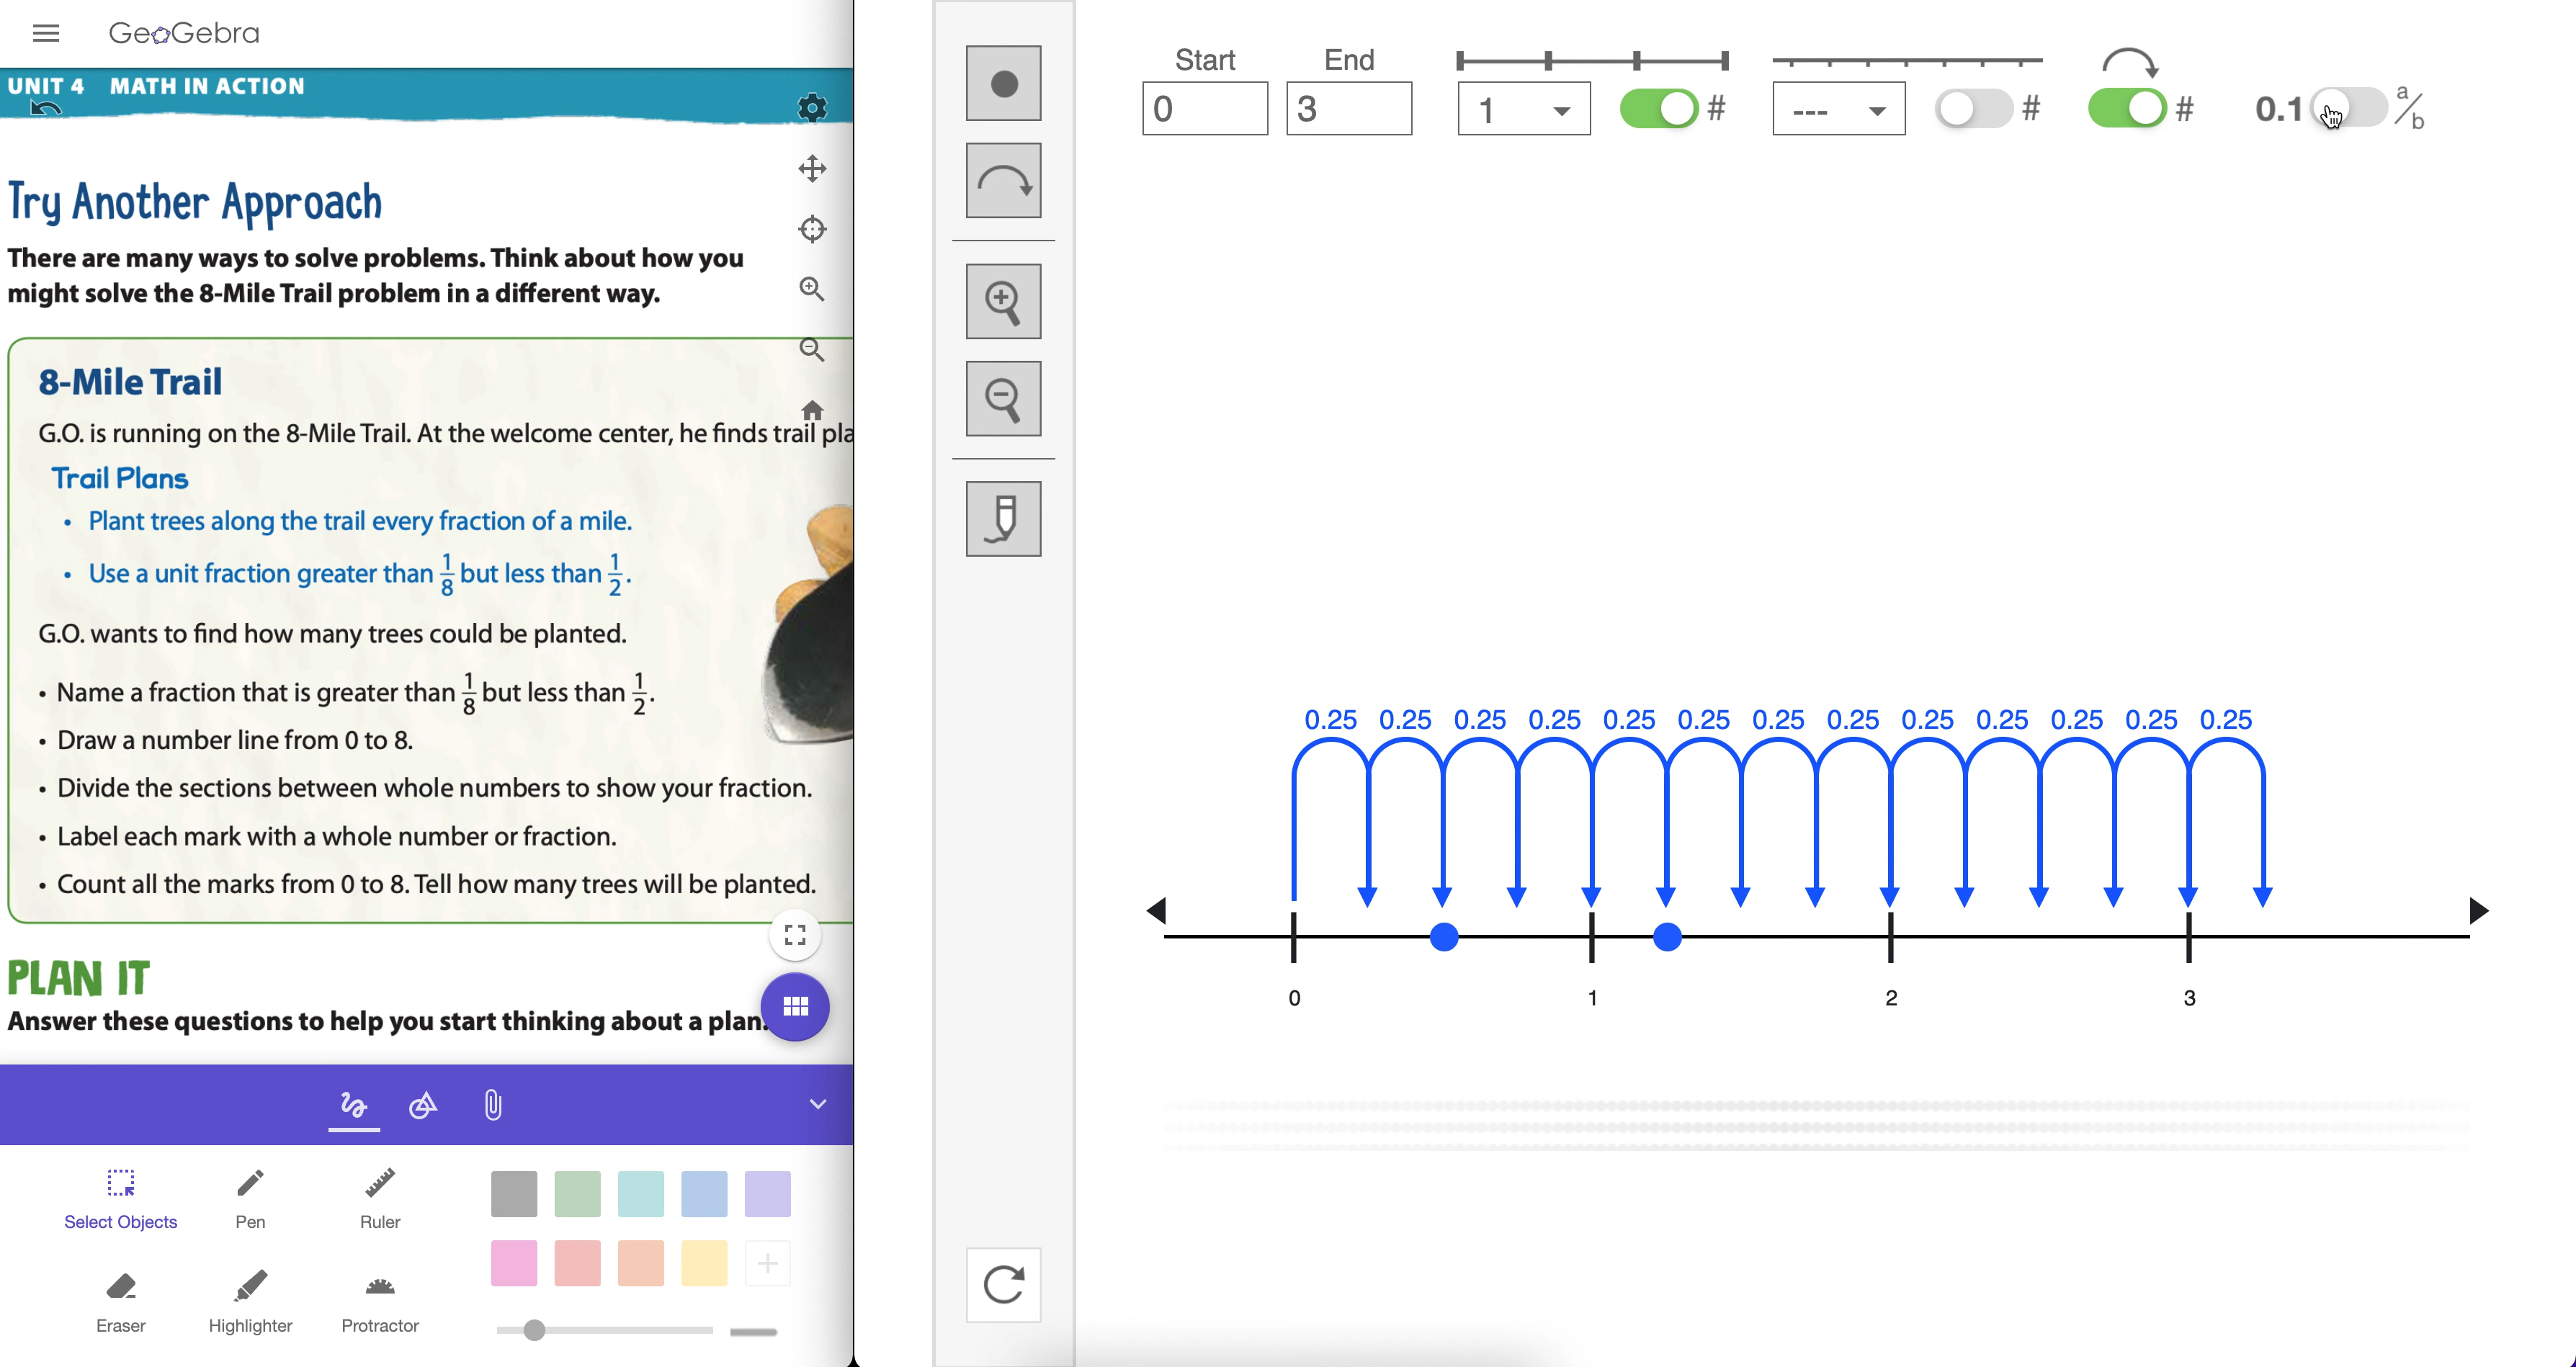 GeoGebra
UNIT 4 MATH IN ACTION
Try Another Approach
There are many ways to solve problems. Think about how you
might solve the 8-Mile Trail problem in a different way.
8-Mile Trail
G.O. is running on the 8-Mile Trail. At the welcome center, he finds trail pla
Trail Plans
• Plant trees along the trail every fraction of a mile.
• Use a unit fraction greater than 1/8 but less than 1/2.
G.O. wants to find how many trees could be planted.
• Name a fraction that is greater than 1/8 but less than 1/2.
• Draw a number line from 0 to 8.
• Divide the sections between whole numbers to show your fraction.
• Label each mark with a whole number or fraction.
• Count all the marks from 0 to 8. Tell how many trees will be planted.
PLAN IT
Answer these questions to help you start thinking about a plan.
Select Objects Pen Ruler
Eraser Highlighter Protractor
Start End
0 3 1 # --- # # 0.1 a/b
0.25 0.25 0.25 0.25 0.25 0.25 0.25 0.25 0.25 0.25 0.25 0.25 0.25
0 1 2 3